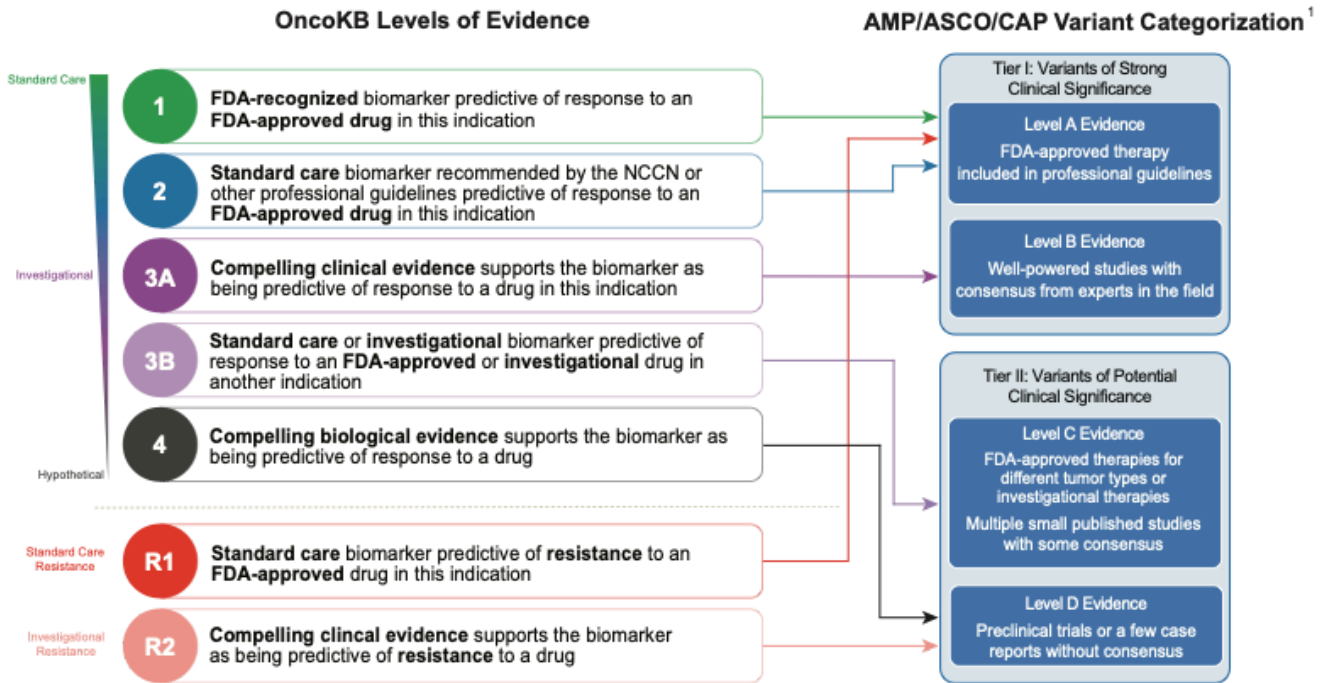 OncoKB Levels of Evidence
AMP/ASCO/CAP Variant Categorization1
Standard Care
1
FDA-recognized biomarker predictive of response to an
FDA-approved drug in this indication
2
Standard care biomarker recommended by the NCCN or
other professional guidelines predictive of response to an
FDA-approved drug in this indication
Investigational
3A
Compelling clinical evidence supports the biomarker as
being predictive of response to a drug in this indication
3B
Standard care or investigational biomarker predictive of
response to an FDA-approved or investigational drug in
another indication
4
Compelling biological evidence supports the biomarker as
being predictive of response to a drug
Hypothetical
Standard Care
Resistance
R1
Standard care biomarker predictive of resistance to an
FDA-approved drug in this indication
Investigational
Resistance
R2
Compelling clincal evidence supports the biomarker
as being predictive of resistance to a drug
Tier I: Variants of Strong
Clinical Significance
Level A Evidence
FDA-approved therapy
included in professional guidelines
Level B Evidence
Well-powered studies with
consensus from experts in the field
Tier II: Variants of Potential
Clinical Significance
Level C Evidence
FDA-approved therapies for
different tumor types or
investigational therapies
Multiple small published studies
with some consensus
Level D Evidence
Preclinical trials or a few case
reports without consensus